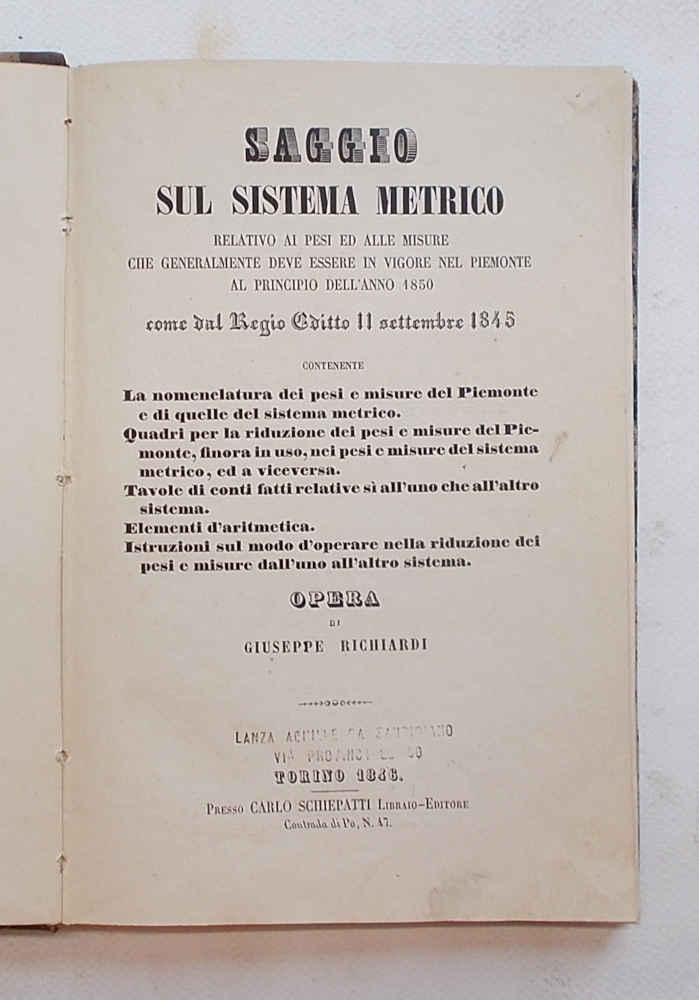 SAGGIO
SUL SISTEMA METRICO
RELATIVO AI PESI ED ALLE MISURE
CHE GENERALMENTE DEVE ESSERE IN VIGORE NEL PIEMONTE
AL PRINCIPIO DELL'ANNO 1850
come dal Regio Editto 11 settembre 1845
CONTENENTE
La nomenclatura dei pesi e misure del Piemonte
e di quelle del sistema metrico.
Quadri per la riduzione dei pesi e misure del Pie-
monte, finora in uso, nei pesi e misure del sistema
metrico, ed a viceversa.
Tavole di conti fatti relative sì all'uno che all'altro
sistema.
Elementi d'aritmetica.
Istruzioni sul modo d'operare nella riduzione dei
pesi e misure dall'uno all'altro sistema.
OPERA
DI
GIUSEPPE RICHIARDI
LANZA ACHILLE DA
VIA
TORINO 1846.
Presso CARLO SCHIEPATTI Libraio-Editore
Contrada di Po, N. 47.